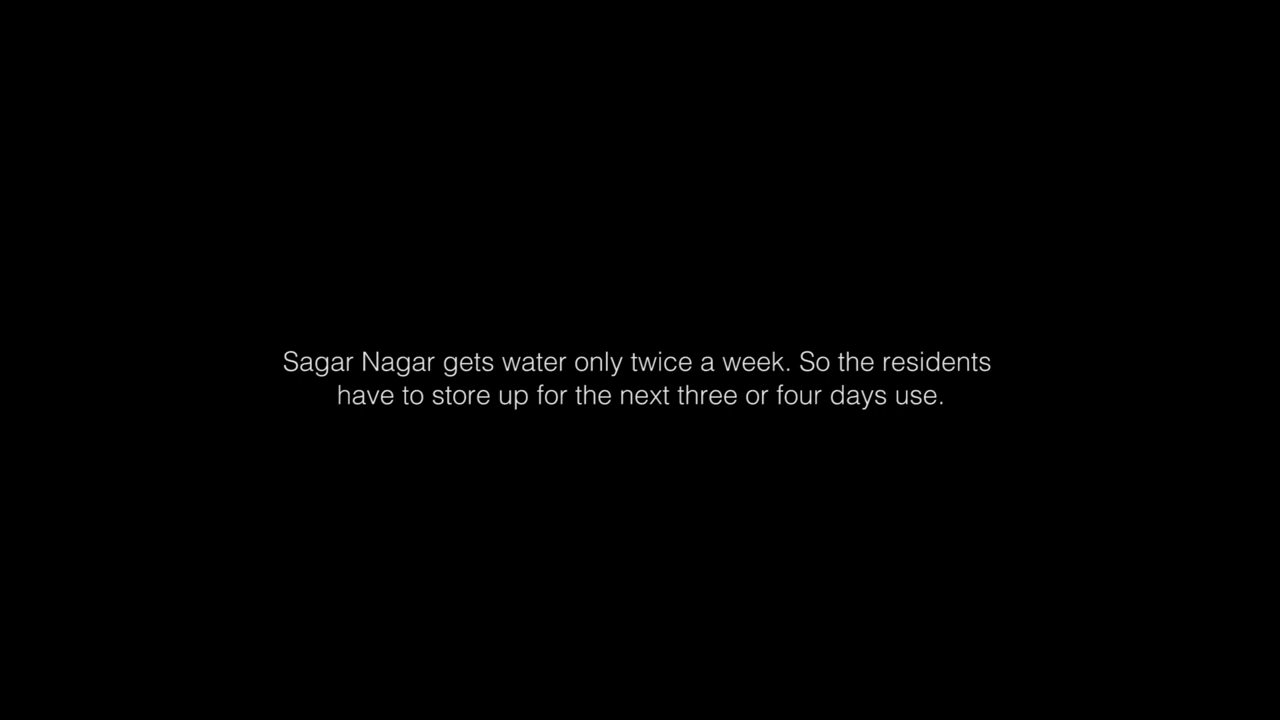 Sagar Nagar gets water only twice a week. So the residents
have to store up for the next three or four days use.